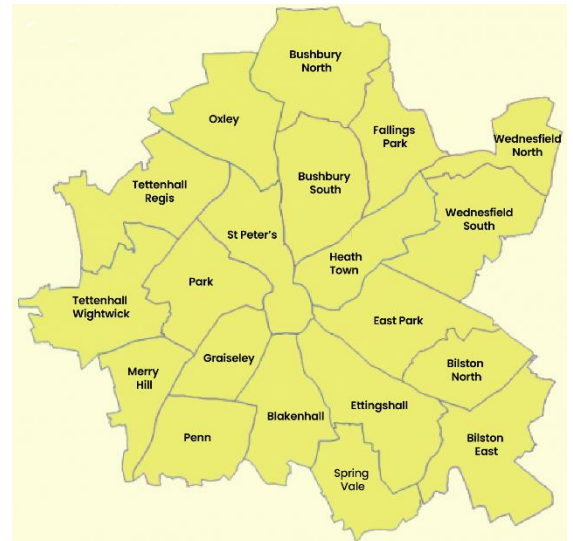 Bushbury
North
Oxley
Fallings
Park
Wednesfield
North
Bushbury
South
Tettenhall
Regis
Wednesfield
South
St Peter's
Heath
Town
Park
Tettenhall
Wightwick
East Park
Graiseley
Merry
Hill
Bilston
North
Ettingshall
Blakenhall
Penn
Bilston
East
Spring
Vale